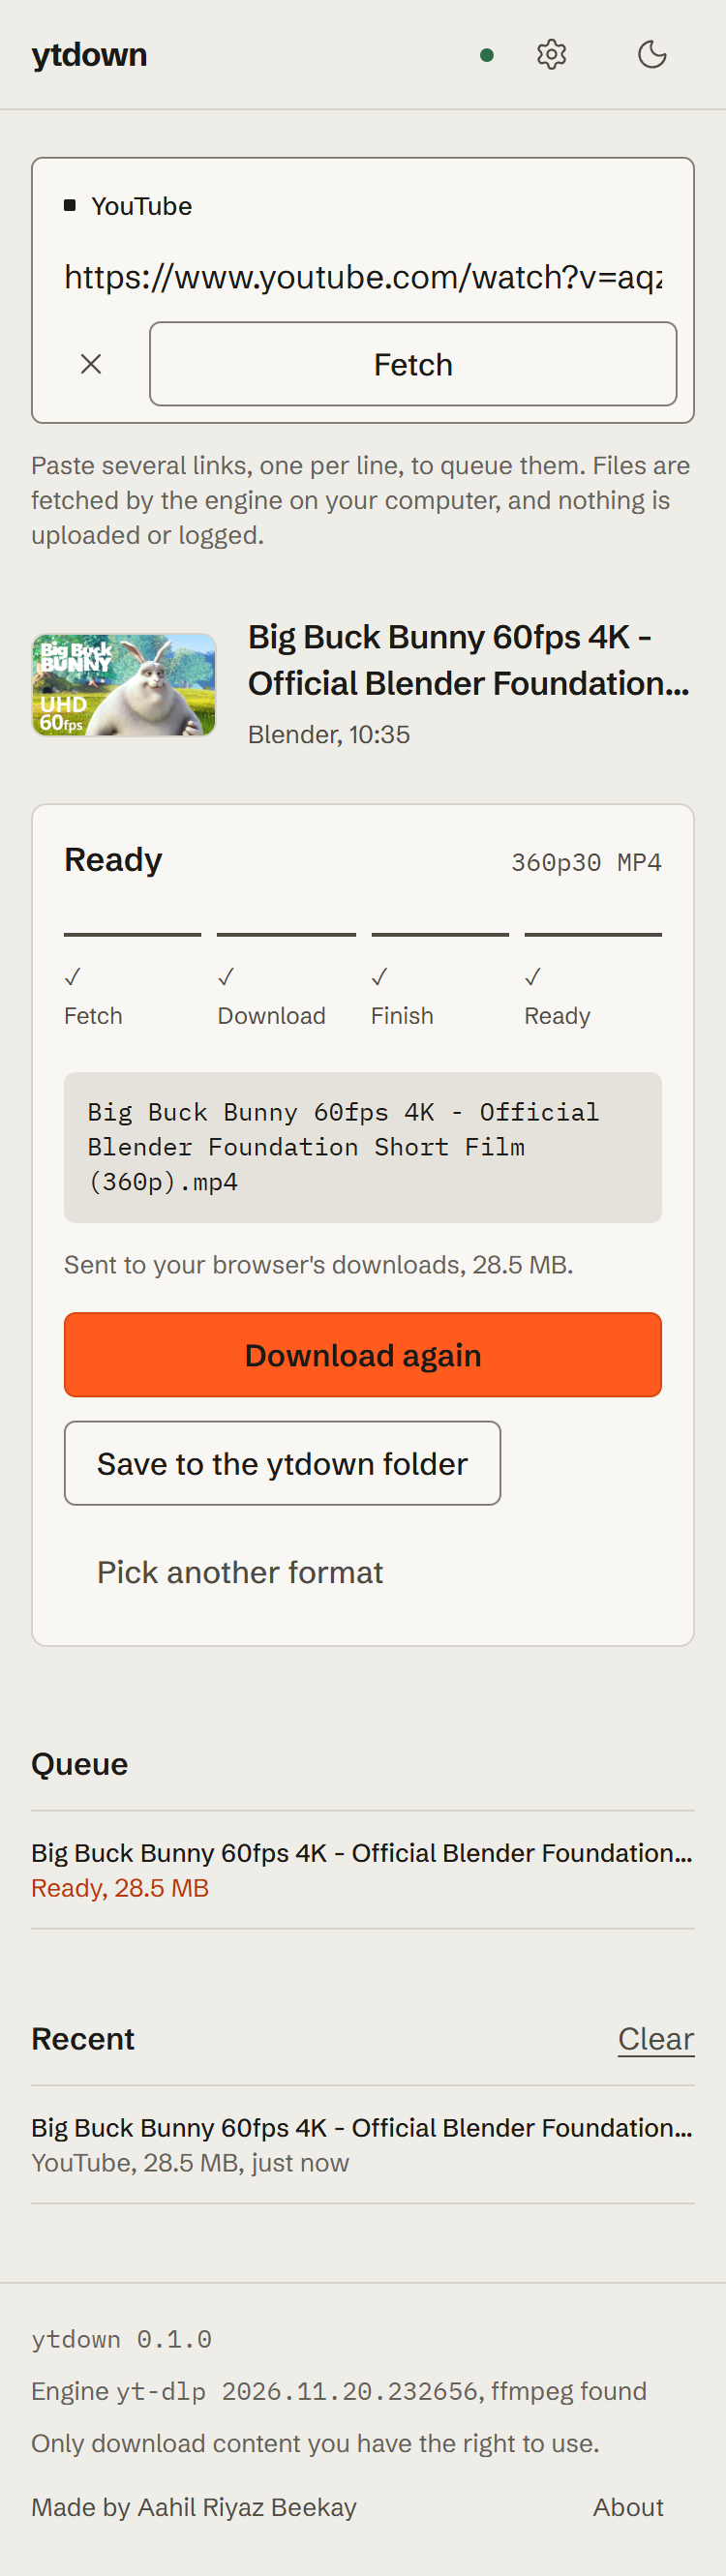 ytdown
YouTube
https://www.youtube.com/watch?v=aqz
Fetch
Paste several links, one per line, to queue them. Files are
fetched by the engine on your computer, and nothing is
uploaded or logged.
Big Buck
BUNNY
UHD
60fps
Big Buck Bunny 60fps 4K -
Official Blender Foundation...
Blender, 10:35
Ready
360p30 MP4
✓ ✓ ✓ ✓
Fetch Download Finish Ready
Big Buck Bunny 60fps 4K - Official
Blender Foundation Short Film
(360p).mp4
Sent to your browser's downloads, 28.5 MB.
Download again
Save to the ytdown folder
Pick another format
Queue
Big Buck Bunny 60fps 4K - Official Blender Foundation...
Ready, 28.5 MB
Recent
Clear
Big Buck Bunny 60fps 4K - Official Blender Foundation...
YouTube, 28.5 MB, just now
ytdown 0.1.0
Engine yt-dlp 2026.11.20.232656, ffmpeg found
Only download content you have the right to use.
Made by Aahil Riyaz Beekay
About